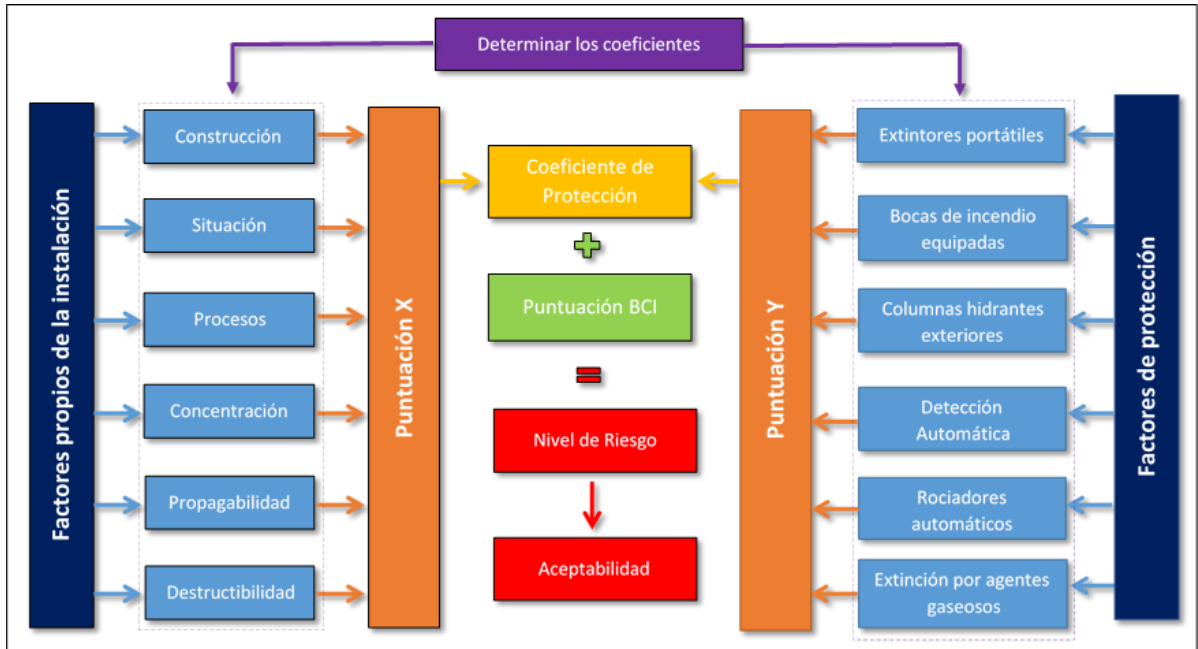 Determinar los coeficientes
Factores propios de la instalación
Construcción
Situación
Procesos
Concentración
Propagabilidad
Destructibilidad
Puntuación X
Coeficiente de
Protección
Puntuación BCI
Nivel de Riesgo
Aceptabilidad
Puntuación Y
Extintores portátiles
Bocas de incendio
equipadas
Columnas hidrantes
exteriores
Detección
Automática
Rociadores
automáticos
Extinción por agentes
gaseosos
Factores de protección